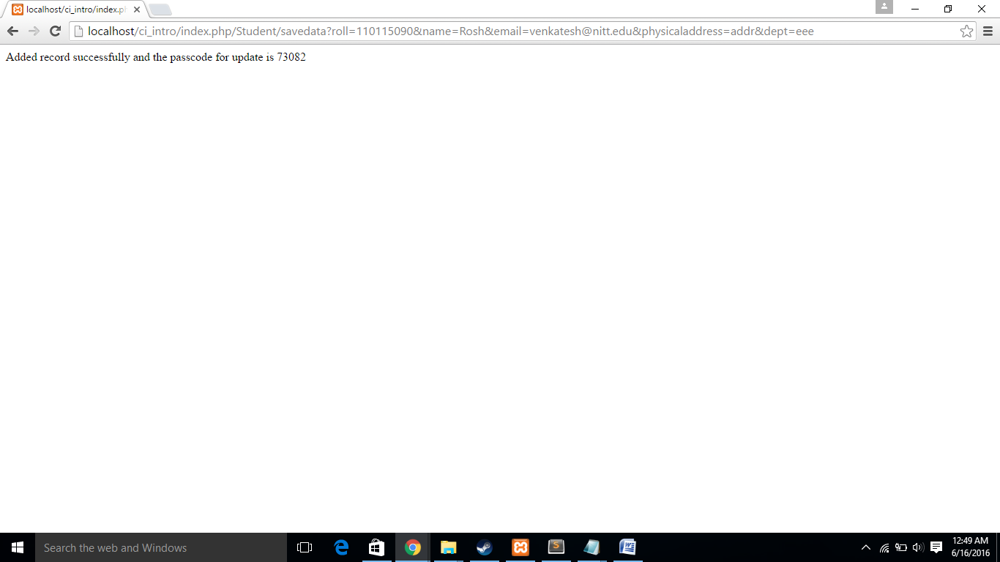 localhost/ci_intro/index.ph
localhost/ci_intro/index.php/Student/savedata?roll=110115090&name=Rosh&email=venkatesh@nitt.edu&physicaladdress=addr&dept=eee
Added record successfully and the passcode for update is 73082
Search the web and Windows
12:49 AM
6/16/2016